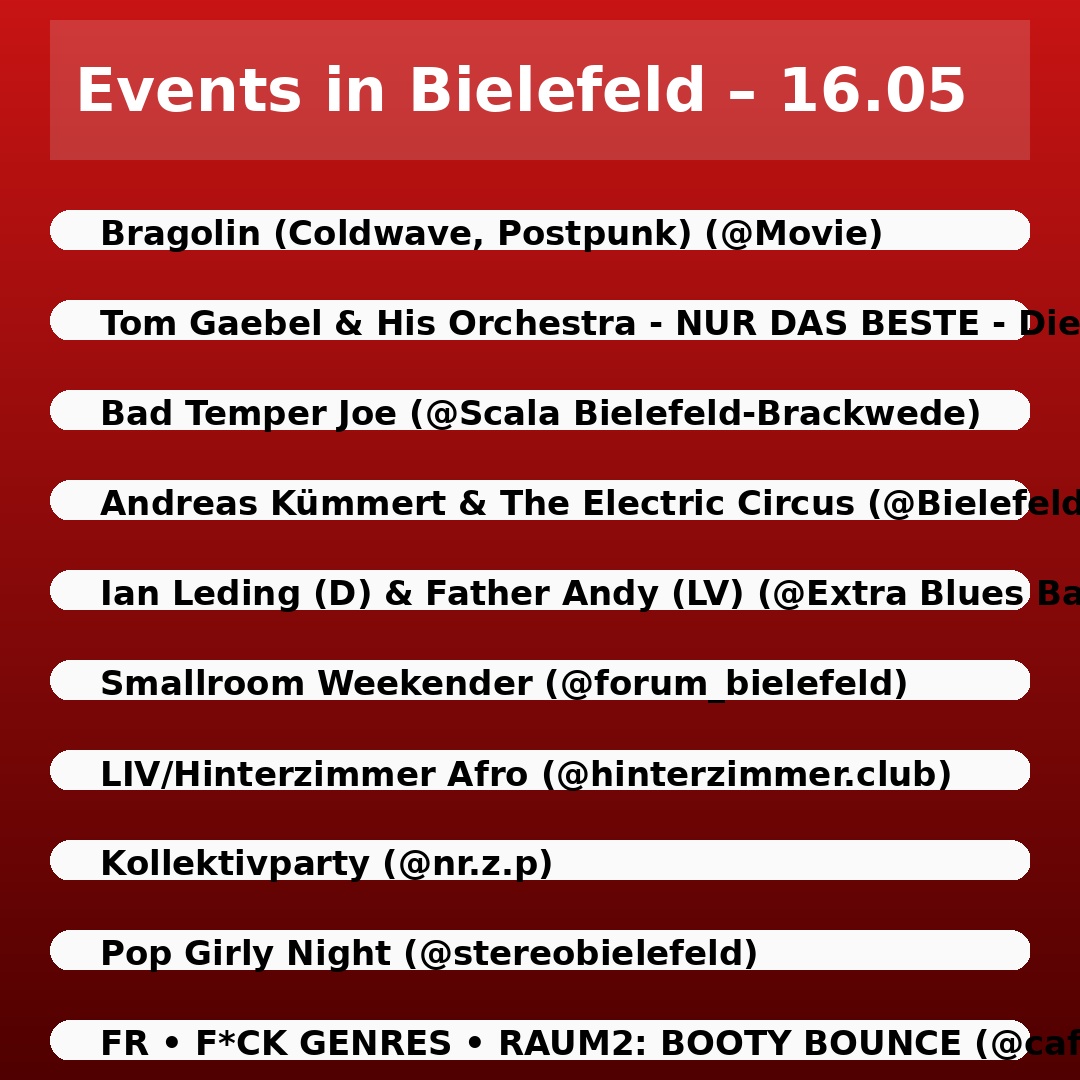 Events in Bielefeld – 16.05
Bragolin (Coldwave, Postpunk) (@Movie)
Tom Gaebel & His Orchestra - NUR DAS BESTE - Die
Bad Temper Joe (@Scala Bielefeld-Brackwede)
Andreas Kümmert & The Electric Circus (@Bielefeld
Ian Leding (D) & Father Andy (LV) (@Extra Blues Ba
Smallroom Weekender (@forum_bielefeld)
LIV/Hinterzimmer Afro (@hinterzimmer.club)
Kollektivparty (@nr.z.p)
Pop Girly Night (@stereobielefeld)
FR • F*CK GENRES • RAUM2: BOOTY BOUNCE (@caf